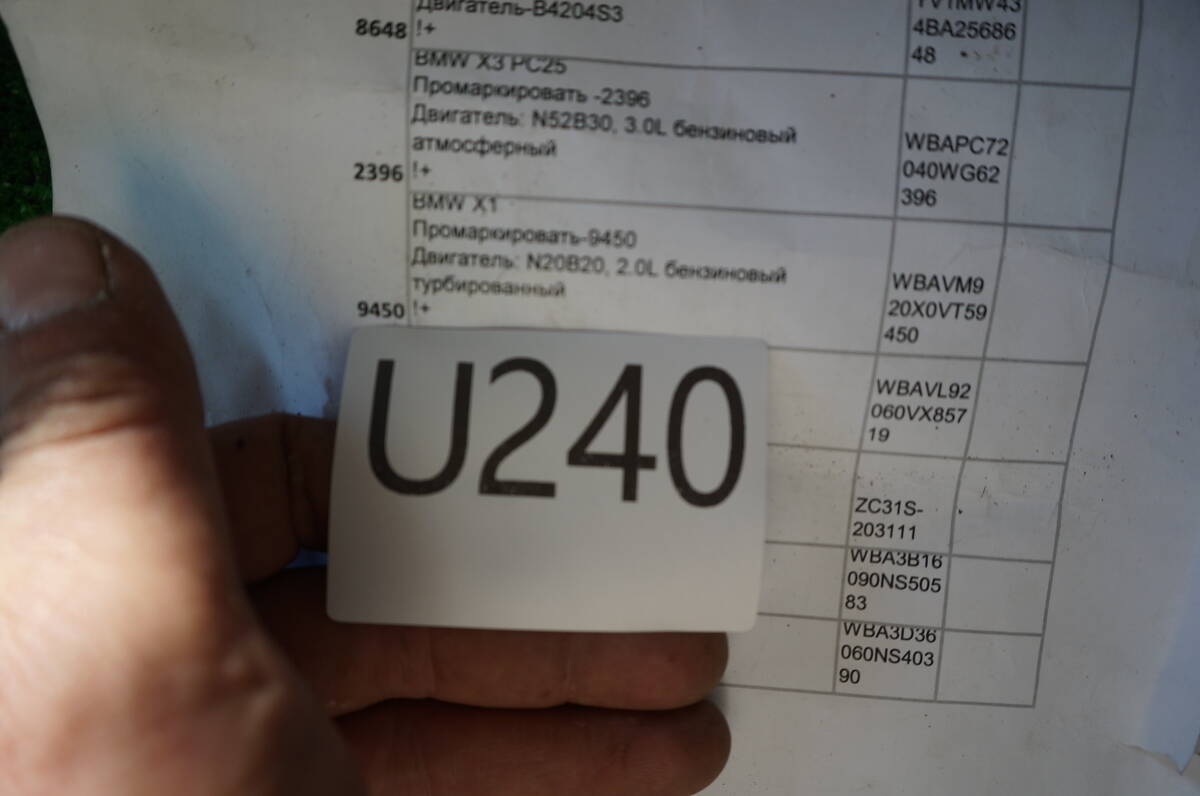 Двигатель-B4204S3
8648 !+
YV1MW43
4BA25686
48
BMW X3 PC25
Промаркировать -2396
Двигатель: N52B30, 3.0L бензиновый
атмосферный
2396 !+
WBAPC72
040WG62
396
BMW X1
Промаркировать-9450
Двигатель: N20B20, 2.0L бензиновый
турбированный
9450 !+
WBAVM9
20X0VT59
450
U240
WBAVL92
060VX857
19
ZC31S-
203111
WBA3B16
090NS505
83
WBA3D36
060NS403
90